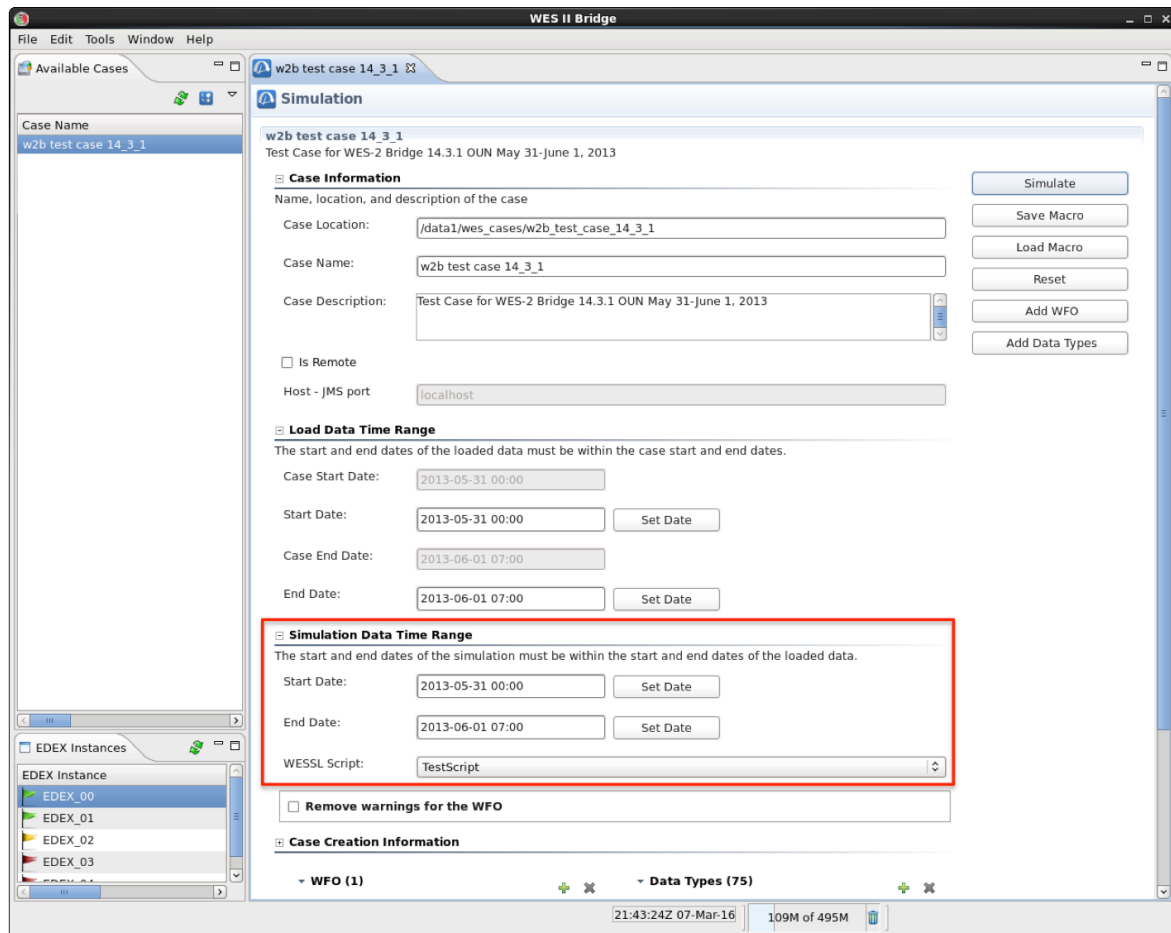 WES II Bridge
File Edit Tools Window Help
Available Cases
Case Name
w2b test case 14_3_1
EDEX Instances
EDEX Instance
EDEX_00
EDEX_01
EDEX_02
EDEX_03
w2b test case 14_3_1
Simulation
w2b test case 14_3_1
Test Case for WES-2 Bridge 14.3.1 OUN May 31-June 1, 2013
Case Information
Name, location, and description of the case
Case Location: /data1/wes_cases/w2b_test_case_14_3_1
Case Name: w2b test case 14_3_1
Case Description: Test Case for WES-2 Bridge 14.3.1 OUN May 31-June 1, 2013
Is Remote
Host - JMS port localhost
Load Data Time Range
The start and end dates of the loaded data must be within the case start and end dates.
Case Start Date: 2013-05-31 00:00
Start Date: 2013-05-31 00:00 Set Date
Case End Date: 2013-06-01 07:00
End Date: 2013-06-01 07:00 Set Date
Simulation Data Time Range
The start and end dates of the simulation must be within the start and end dates of the loaded data.
Start Date: 2013-05-31 00:00 Set Date
End Date: 2013-06-01 07:00 Set Date
WESSL Script: TestScript
Remove warnings for the WFO
Case Creation Information
WFO (1) Data Types (75)
Simulate
Save Macro
Load Macro
Reset
Add WFO
Add Data Types
21:43:24Z 07-Mar-16 109M of 495M